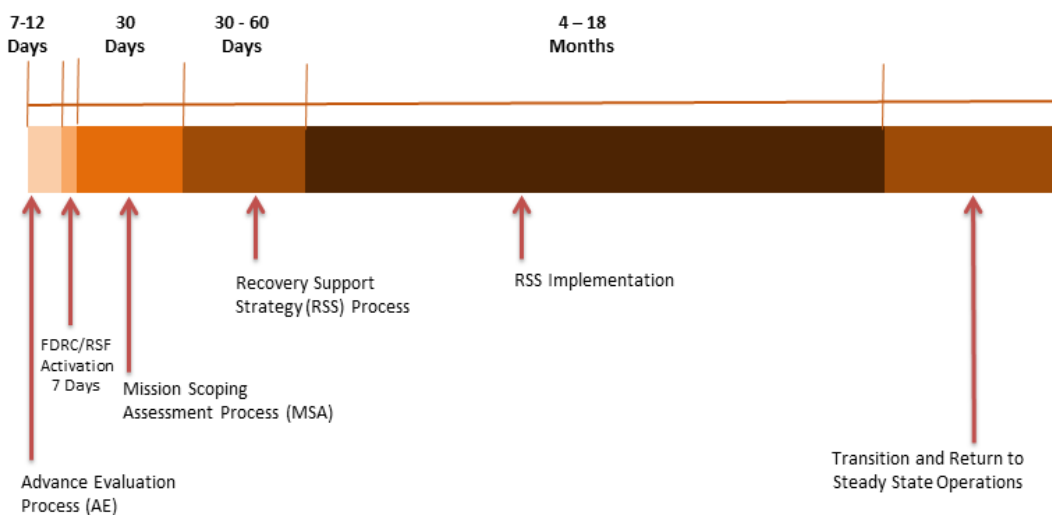 7-12
Days
30
Days
30 - 60
Days
4 – 18
Months
Recovery Support
Strategy (RSS) Process
RSS Implementation
FDRC/RSF
Activation
7 Days
Mission Scoping
Assessment Process (MSA)
Advance Evaluation
Process (AE)
Transition and Return to
Steady State Operations